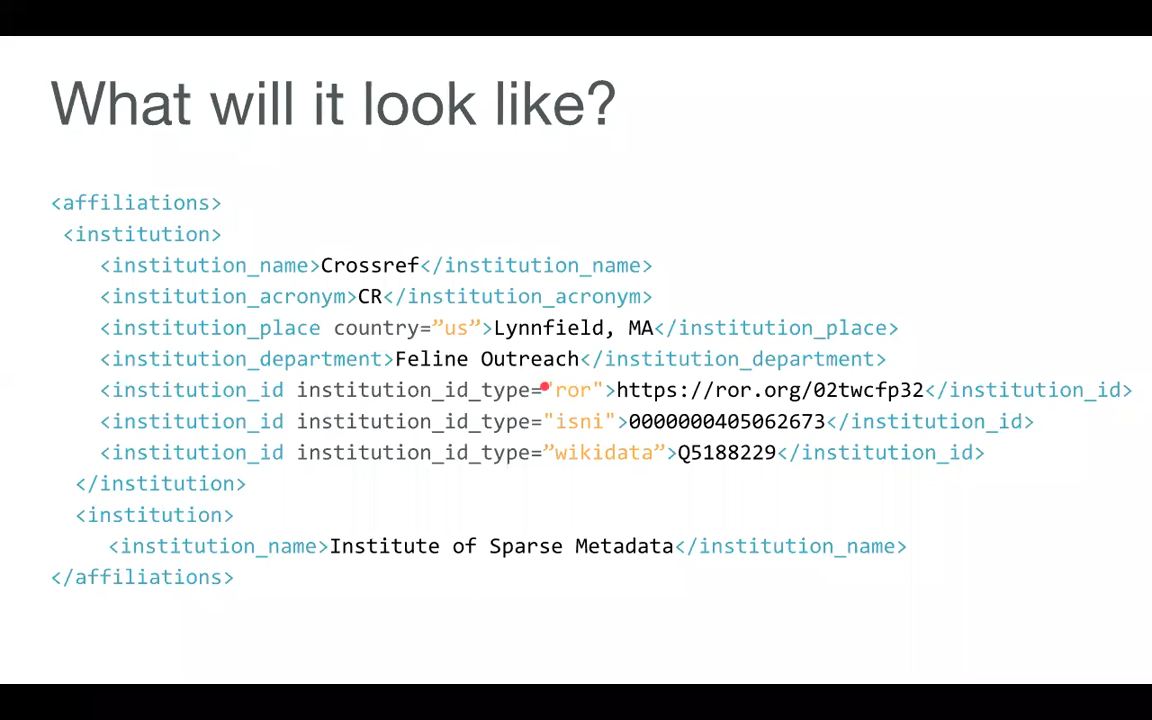 What will it look like?
<affiliations>
<institution>
<institution_name>Crossref</institution_name>
<institution_acronym>CR</institution_acronym>
<institution_place country=”us”>Lynnfield, MA</institution_place>
<institution_department>Feline Outreach</institution_department>
<institution_id institution_id_type="ror">https://ror.org/02twcfp32</institution_id>
<institution_id institution_id_type="isni">0000000405062673</institution_id>
<institution_id institution_id_type=”wikidata”>Q5188229</institution_id>
</institution>
<institution>
<institution_name>Institute of Sparse Metadata</institution_name>
</affiliations>